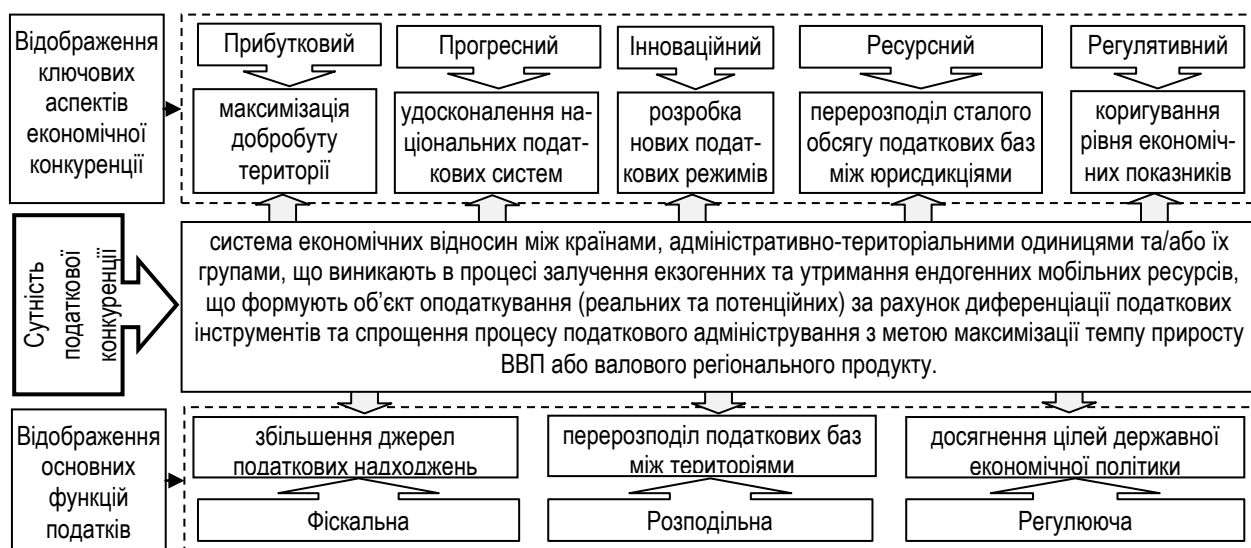 Відображення
ключових
аспектів
економічної
конкуренції
Прибутковий
Прогресний
Інноваційний
Ресурсний
Регулятивний
максимізація
добробуту
території
удосконалення на-
ціональних подат-
кових систем
розробка
нових подат-
кових режимів
перерозподіл сталого
обсягу податкових баз
між юрисдикціями
коригування
рівня економіч-
них показників
Сутність
податкової
конкуренції
система економічних відносин між країнами, адміністративно-територіальними одиницями та/або їх
групами, що виникають в процесі залучення екзогенних та утримання ендогенних мобільних ресурсів,
що формують об’єкт оподаткування (реальних та потенційних) за рахунок диференціації податкових
інструментів та спрощення процесу податкового адміністрування з метою максимізації темпу приросту
ВВП або валового регіонального продукту.
Відображення
основних
функцій
податків
збільшення джерел
податкових надходжень
перерозподіл податкових баз
між територіями
досягнення цілей державної
економічної політики
Фіскальна
Розподільна
Регулююча